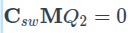 C_{sw}MQ_2 = 0